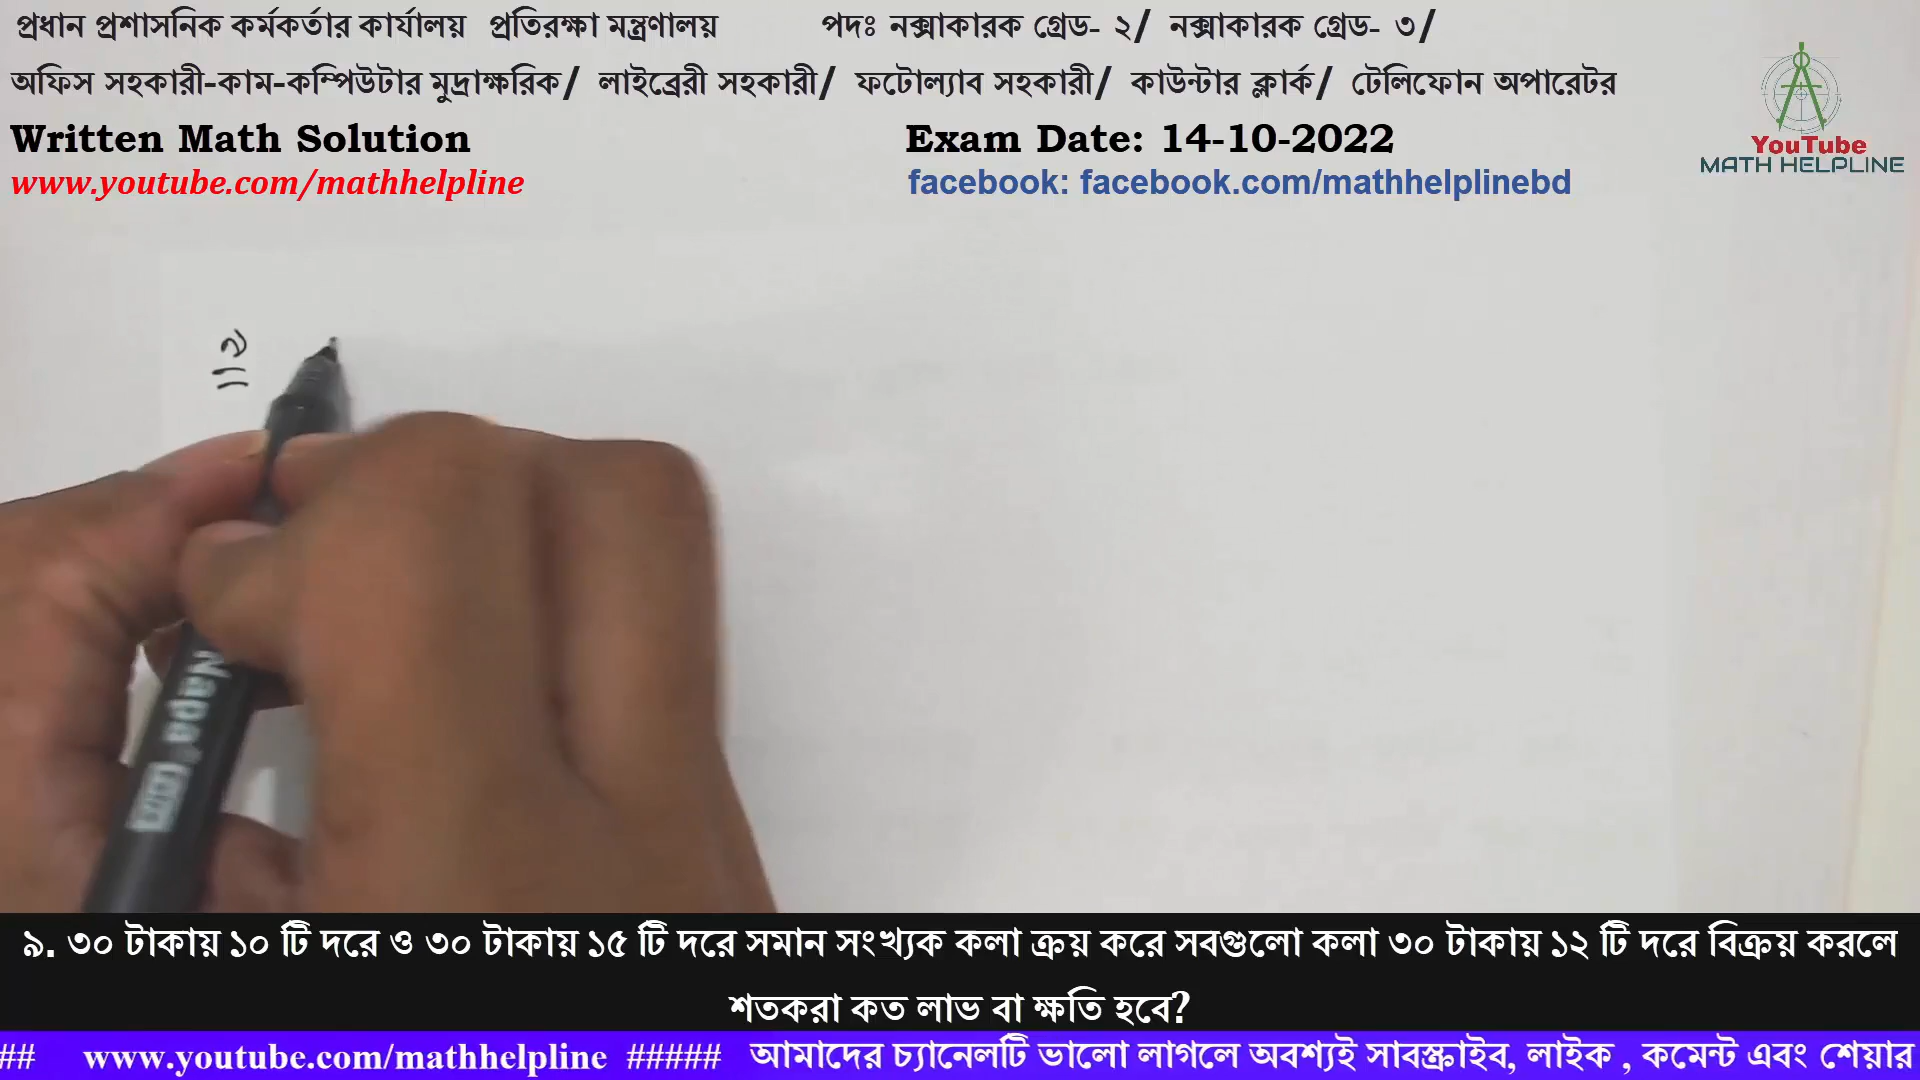 প্রধান প্রশাসনিক কর্মকর্তার কার্যালয় প্রতিরক্ষা মন্ত্রণালয় পদঃ নক্সাকারক গ্রেড- ২/ নক্সাকারক গ্রেড- ৩/
অফিস সহকারী-কাম-কম্পিউটার মুদ্রাক্ষরিক/ লাইব্রেরী সহকারী/ ফটোল্যাব সহকারী/ কাউন্টার ক্লার্ক/ টেলিফোন অপারেটর
Written Math Solution Exam Date: 14-10-2022
www.youtube.com/mathhelpline facebook: facebook.com/mathhelplinebd
YouTube
MATH HELPLINE
Napa
৯. ৩০ টাকায় ১০ টি দরে ও ৩০ টাকায় ১৫ টি দরে সমান সংখ্যক কলা ক্রয় করে সবগুলো কলা ৩০ টাকায় ১২ টি দরে বিক্রয় করলে
শতকরা কত লাভ বা ক্ষতি হবে?
## www.youtube.com/mathhelpline ##### আমাদের চ্যানেলটি ভালো লাগলে অবশ্যই সাবস্ক্রাইব, লাইক , কমেন্ট এবং শেয়ার